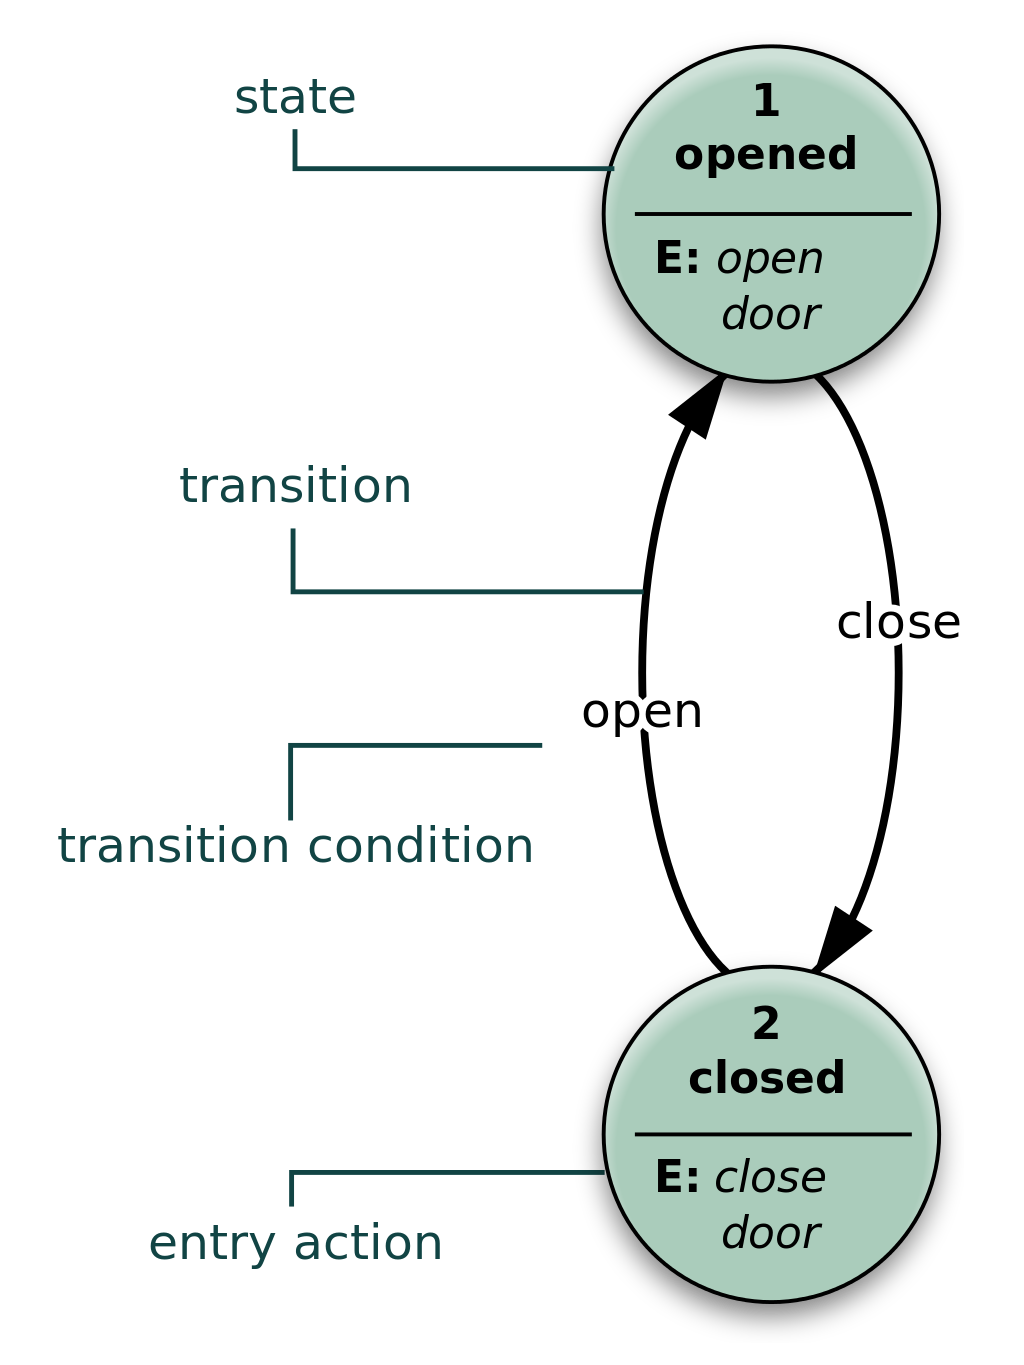 state
1
opened
E: open
door
transition
close
open
transition condition
2
closed
E: close
door
entry action